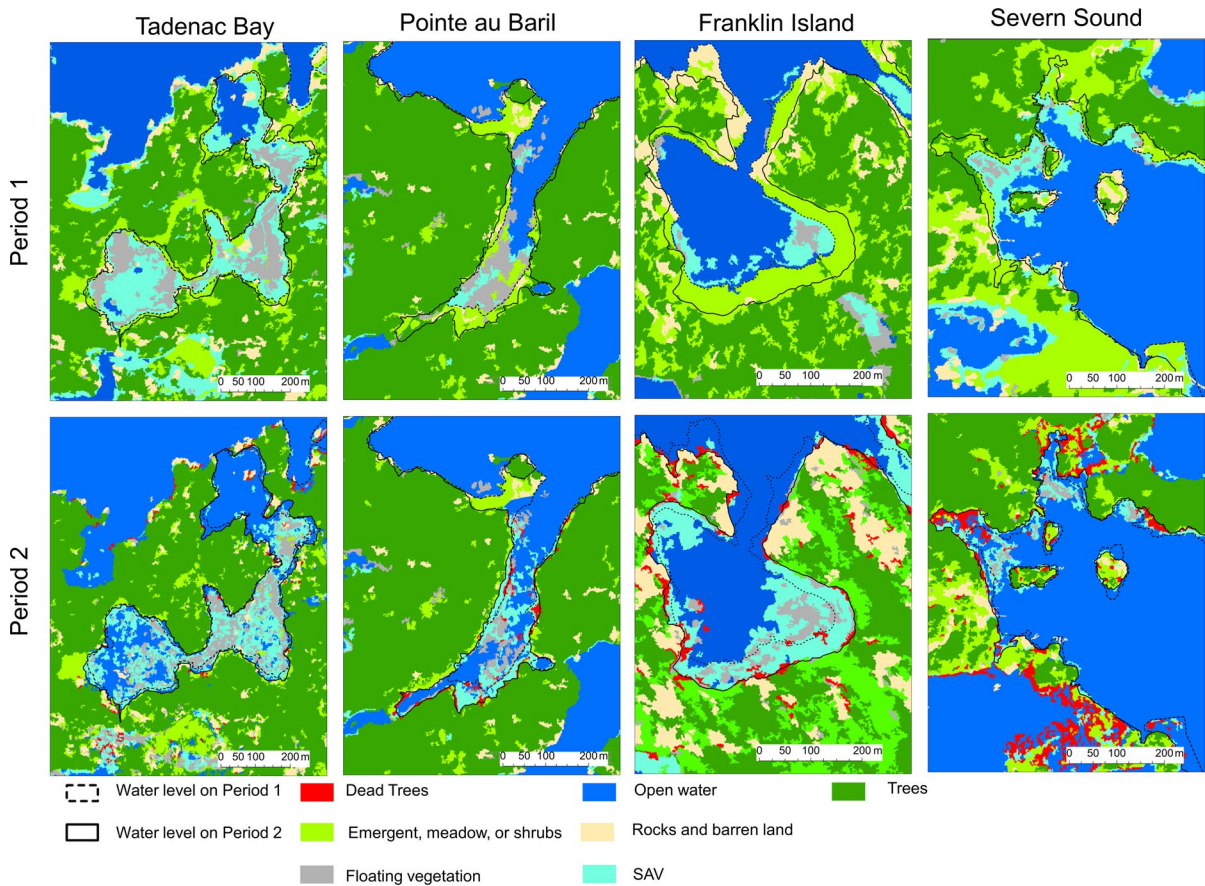 Tadenac Bay
Pointe au Baril
Franklin Island
Severn Sound
Period 1
0 50 100 200 m
0 50 100 200 m
0 50 100 200 m
0 50 100 200 m
Period 2
0 50 100 200 m
0 50 100 200 m
0 50 100 200 m
0 50 100 200 m
Water level on Period 1
Dead Trees
Open water
Trees
Water level on Period 2
Emergent, meadow, or shrubs
Rocks and barren land
Floating vegetation
SAV